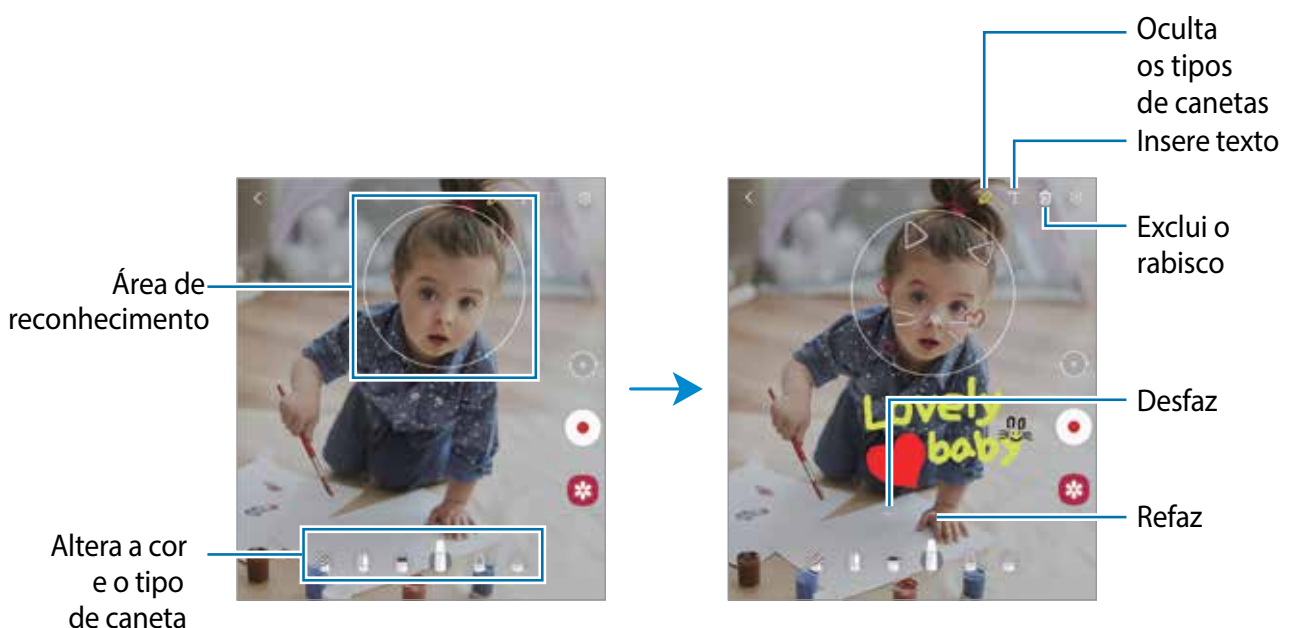 Oculta
os tipos
de canetas
Insere texto
Exclui o
rabisco
Área de
reconhecimento
Desfaz
Lovely
baby
Refaz
Altera a cor
e o tipo
de caneta